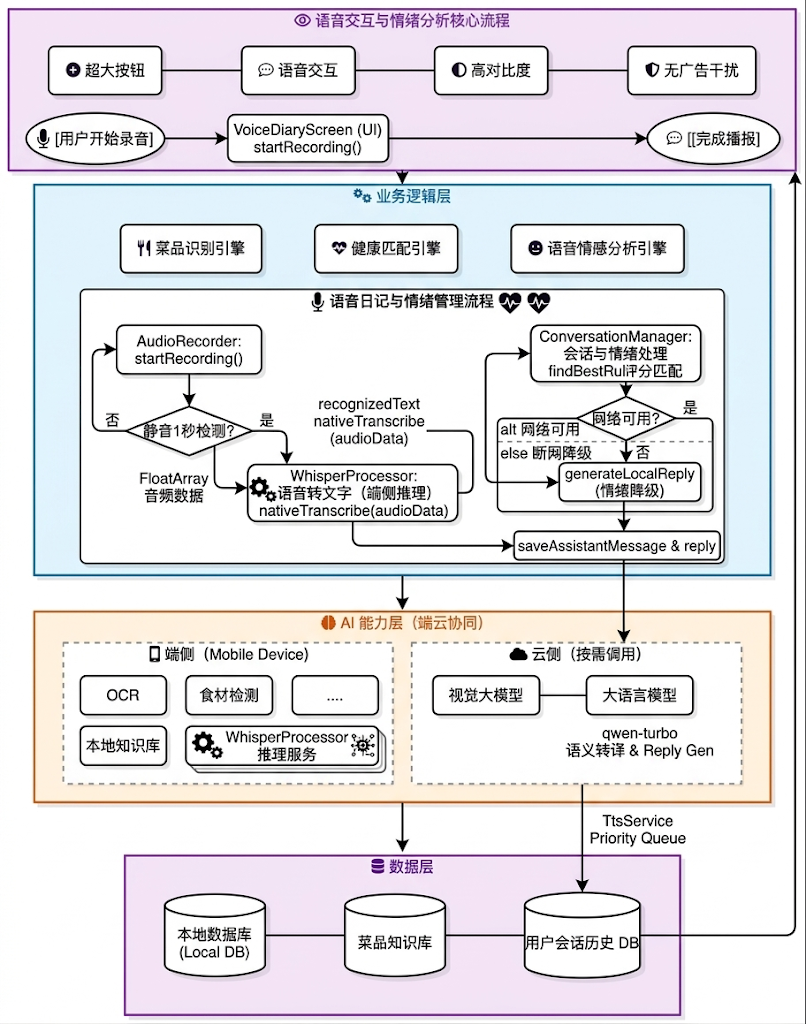 语音交互与情绪分析核心流程
超大按钮
语音交互
高对比度
无广告干扰
[用户开始录音]
VoiceDiaryScreen (UI)
startRecording()
[[完成播报]
业务逻辑层
菜品识别引擎
健康匹配引擎
语音情感分析引擎
语音日记与情绪管理流程
AudioRecorder:
startRecording()
否
静音1秒检测?
是
FloatArray
音频数据
recognizedText
nativeTranscribe
(audioData)
WhisperProcessor:
语音转文字（端侧推理）
nativeTranscribe(audioData)
ConversationManager:
会话与情绪处理
findBestRul评分匹配
网络可用?
是
alt 网络可用
else 断网降级
否
generateLocalReply
(情绪降级)
saveAssistantMessage & reply
AI 能力层（端云协同）
端侧（Mobile Device)
OCR
食材检测
....
本地知识库
WhisperProcessor
推理服务
云侧（按需调用）
视觉大模型
大语言模型
qwen-turbo
语义转译 & Reply Gen
TtsService
Priority Queue
数据层
本地数据库
(Local DB)
菜品知识库
用户会话历史 DB